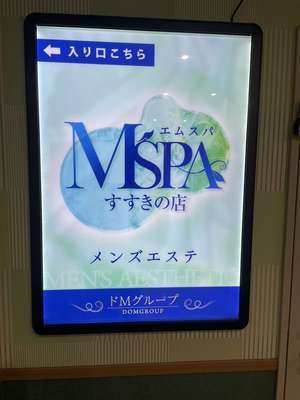 ← 入り口こちら
エムスパ
M'SPA
すすきの店
メンズエステ
MEN'S AESTHETIC
ドMグループ
DOMGROUP